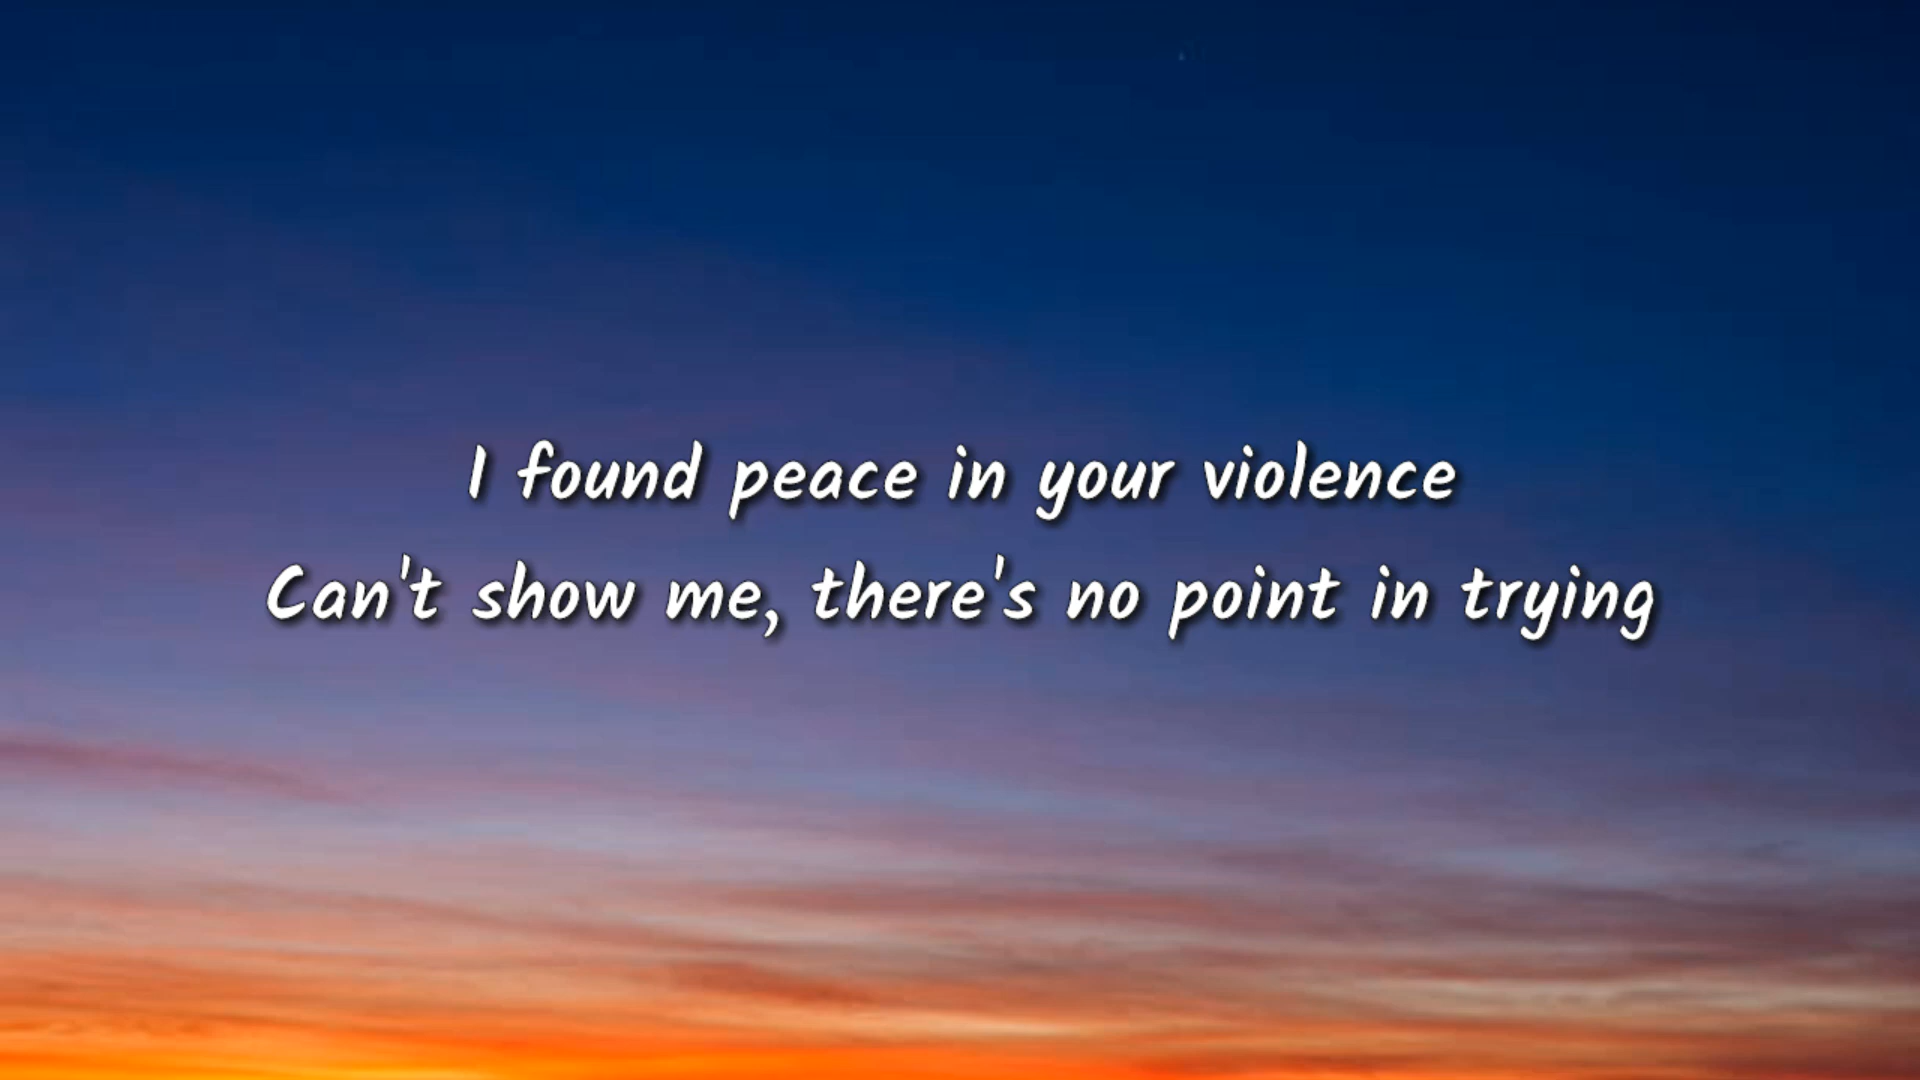 I found peace in your violence
Can't show me, there's no point in trying